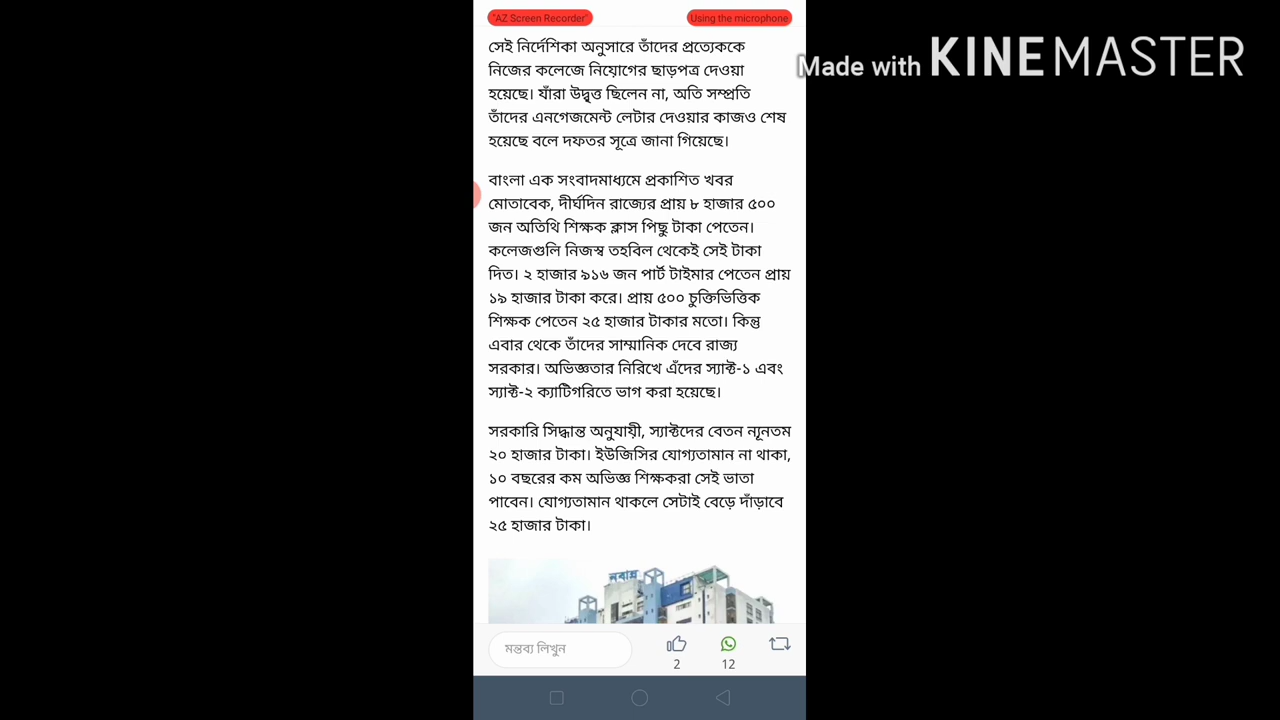 "AZ Screen Recorder"
Using the microphone
Made with KINEMASTER
সেই নির্দেশিকা অনুসারে তাঁদের প্রত্যেককে
নিজের কলেজে নিয়োগের ছাড়পত্র দেওয়া
হয়েছে। যাঁরা উদ্বৃত্ত ছিলেন না, অতি সম্প্রতি
তাঁদের এনগেজমেন্ট লেটার দেওয়ার কাজও শেষ
হয়েছে বলে দফতর সূত্রে জানা গিয়েছে।
বাংলা এক সংবাদমাধ্যমে প্রকাশিত খবর
মোতাবেক, দীর্ঘদিন রাজ্যের প্রায় ৮ হাজার ৫০০
জন অতিথি শিক্ষক ক্লাস পিছু টাকা পেতেন।
কলেজগুলি নিজস্ব তহবিল থেকেই সেই টাকা
দিত। ২ হাজার ৯১৬ জন পার্ট টাইমার পেতেন প্রায়
১৯ হাজার টাকা করে। প্রায় ৫০০ চুক্তিভিত্তিক
শিক্ষক পেতেন ২৫ হাজার টাকার মতো। কিন্তু
এবার থেকে তাঁদের সাম্মানিক দেবে রাজ্য
সরকার। অভিজ্ঞতার নিরিখে এঁদের স্যাক্ট-১ এবং
স্যাক্ট-২ ক্যাটিগরিতে ভাগ করা হয়েছে।
সরকারি সিদ্ধান্ত অনুযায়ী, স্যাক্টদের বেতন ন্যূনতম
২০ হাজার টাকা। ইউজিসির যোগ্যতামান না থাকা,
১০ বছরের কম অভিজ্ঞ শিক্ষকরা সেই ভাতা
পাবেন। যোগ্যতামান থাকলে সেটাই বেড়ে দাঁড়াবে
২৫ হাজার টাকা।
নবান্ন
মন্তব্য লিখুন
2
12